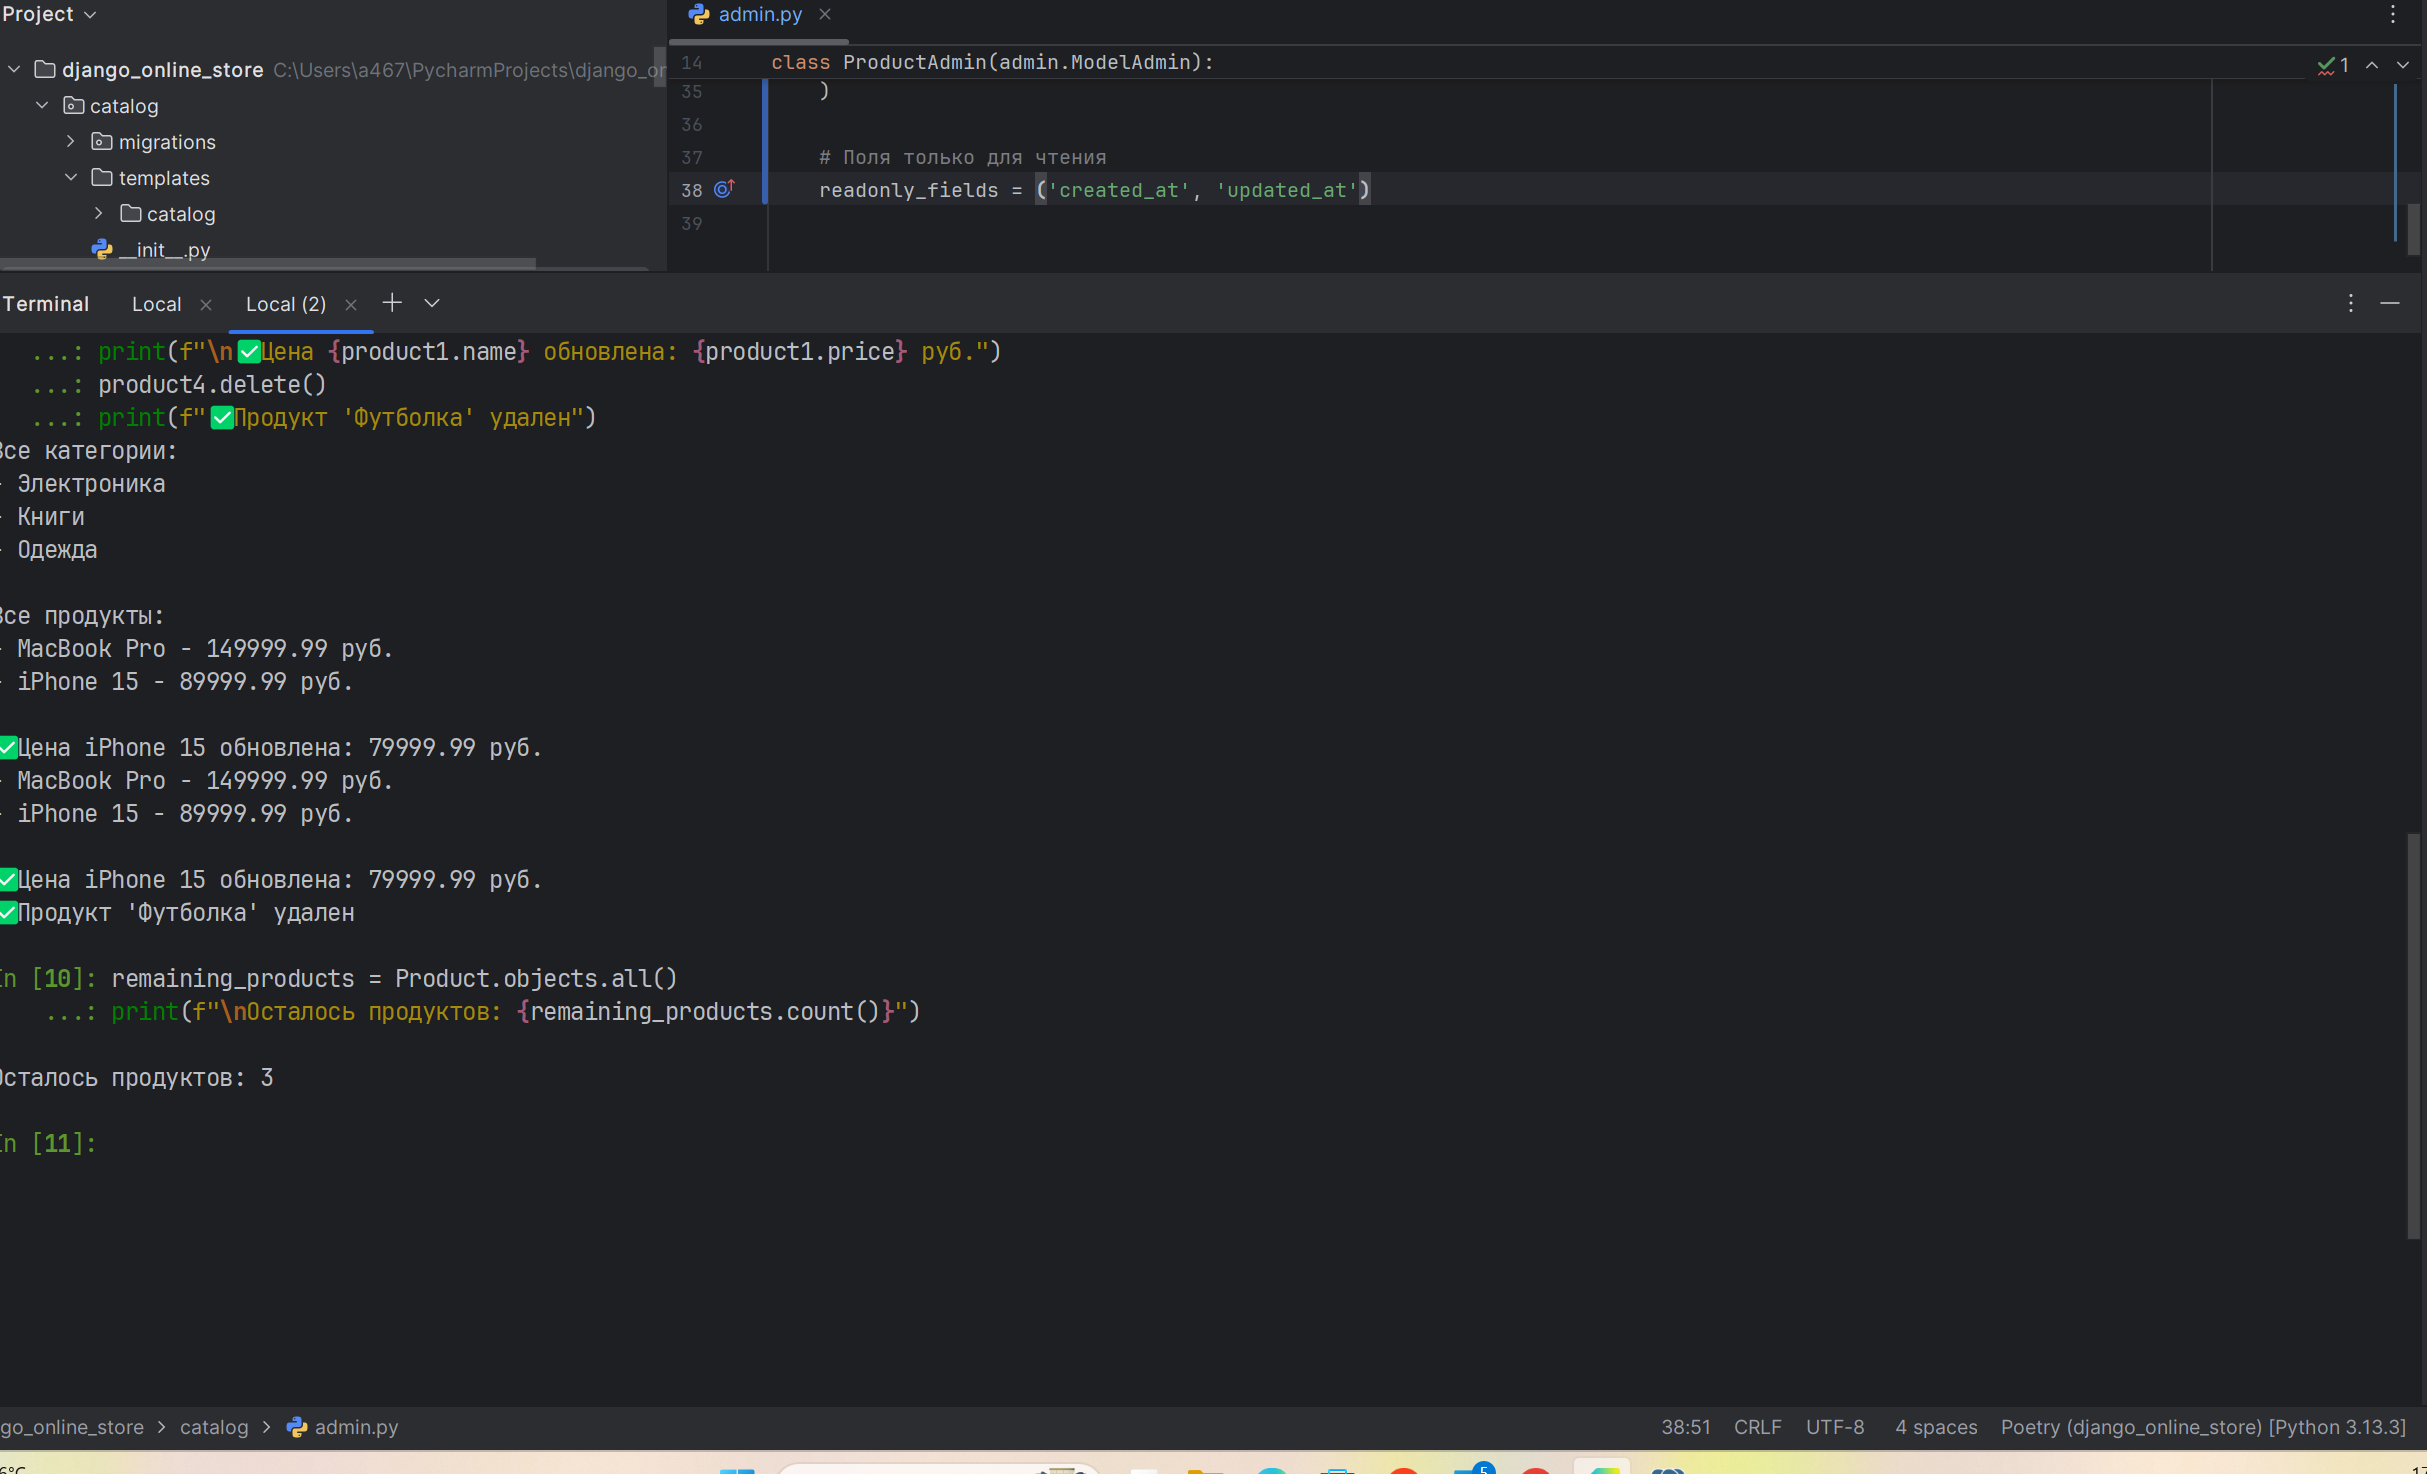 Project
admin.py
django_online_store C:\Users\a467\PycharmProjects\django_or
catalog
migrations
templates
catalog
__init__.py
14 class ProductAdmin(admin.ModelAdmin):
1
35 )
36
37 # Поля только для чтения
38 readonly_fields = ('created_at', 'updated_at')
39
Terminal Local Local (2)
...: print(f"\n✅Цена {product1.name} обновлена: {product1.price} руб.")
...: product4.delete()
...: print(f"✅Продукт 'Футболка' удален")
Все категории:
- Электроника
- Книги
- Одежда
Все продукты:
- MacBook Pro - 149999.99 руб.
- iPhone 15 - 89999.99 руб.
✅Цена iPhone 15 обновлена: 79999.99 руб.
- MacBook Pro - 149999.99 руб.
- iPhone 15 - 89999.99 руб.
✅Цена iPhone 15 обновлена: 79999.99 руб.
✅Продукт 'Футболка' удален
In [10]: remaining_products = Product.objects.all()
...: print(f"\nОсталось продуктов: {remaining_products.count()}")
Осталось продуктов: 3
In [11]:
go_online_store > catalog > admin.py
38:51 CRLF UTF-8 4 spaces Poetry (django_online_store) [Python 3.13.3]
5